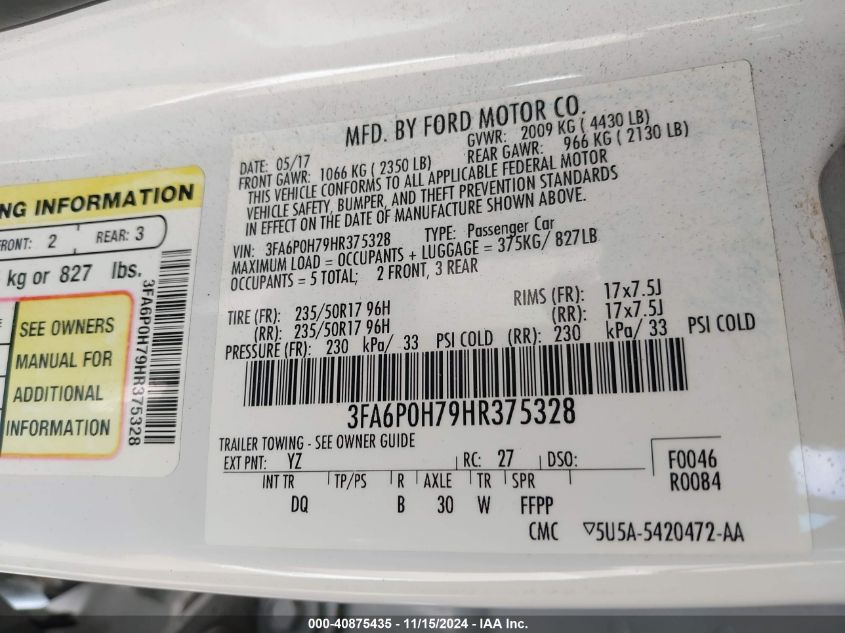 MFD. BY FORD MOTOR CO.
DATE: 05/17 GVWR: 2009 KG ( 4430 LB)
FRONT GAWR: 1066 KG ( 2350 LB) REAR GAWR: 966 KG ( 2130 LB)
THIS VEHICLE CONFORMS TO ALL APPLICABLE FEDERAL MOTOR
VEHICLE SAFETY, BUMPER, AND THEFT PREVENTION STANDARDS
IN EFFECT ON THE DATE OF MANUFACTURE SHOWN ABOVE.
VIN: 3FA6P0H79HR375328 TYPE: Passenger Car
MAXIMUM LOAD = OCCUPANTS + LUGGAGE = 375KG/ 827LB
OCCUPANTS = 5 TOTAL; 2 FRONT, 3 REAR
TIRE (FR): 235/50R17 96H RIMS (FR): 17x7.5J
(RR): 235/50R17 96H (RR): 17x7.5J
PRESSURE (FR): 230 kPa/ 33 PSI COLD (RR): 230 kPa/ 33 PSI COLD
3FA6P0H79HR375328
TRAILER TOWING - SEE OWNER GUIDE
EXT PNT: YZ RC: 27 DSO: F0046
INT TR TP/PS R AXLE TR SPR R0084
DQ B 30 W FFPP
CMC ▽5U5A-5420472-AA
NG INFORMATION
FRONT: 2 REAR: 3
kg or 827 lbs.
SEE OWNERS
MANUAL FOR
ADDITIONAL
INFORMATION
3FA6P0H79HR375328
000-40875435 - 11/15/2024 - IAA Inc.